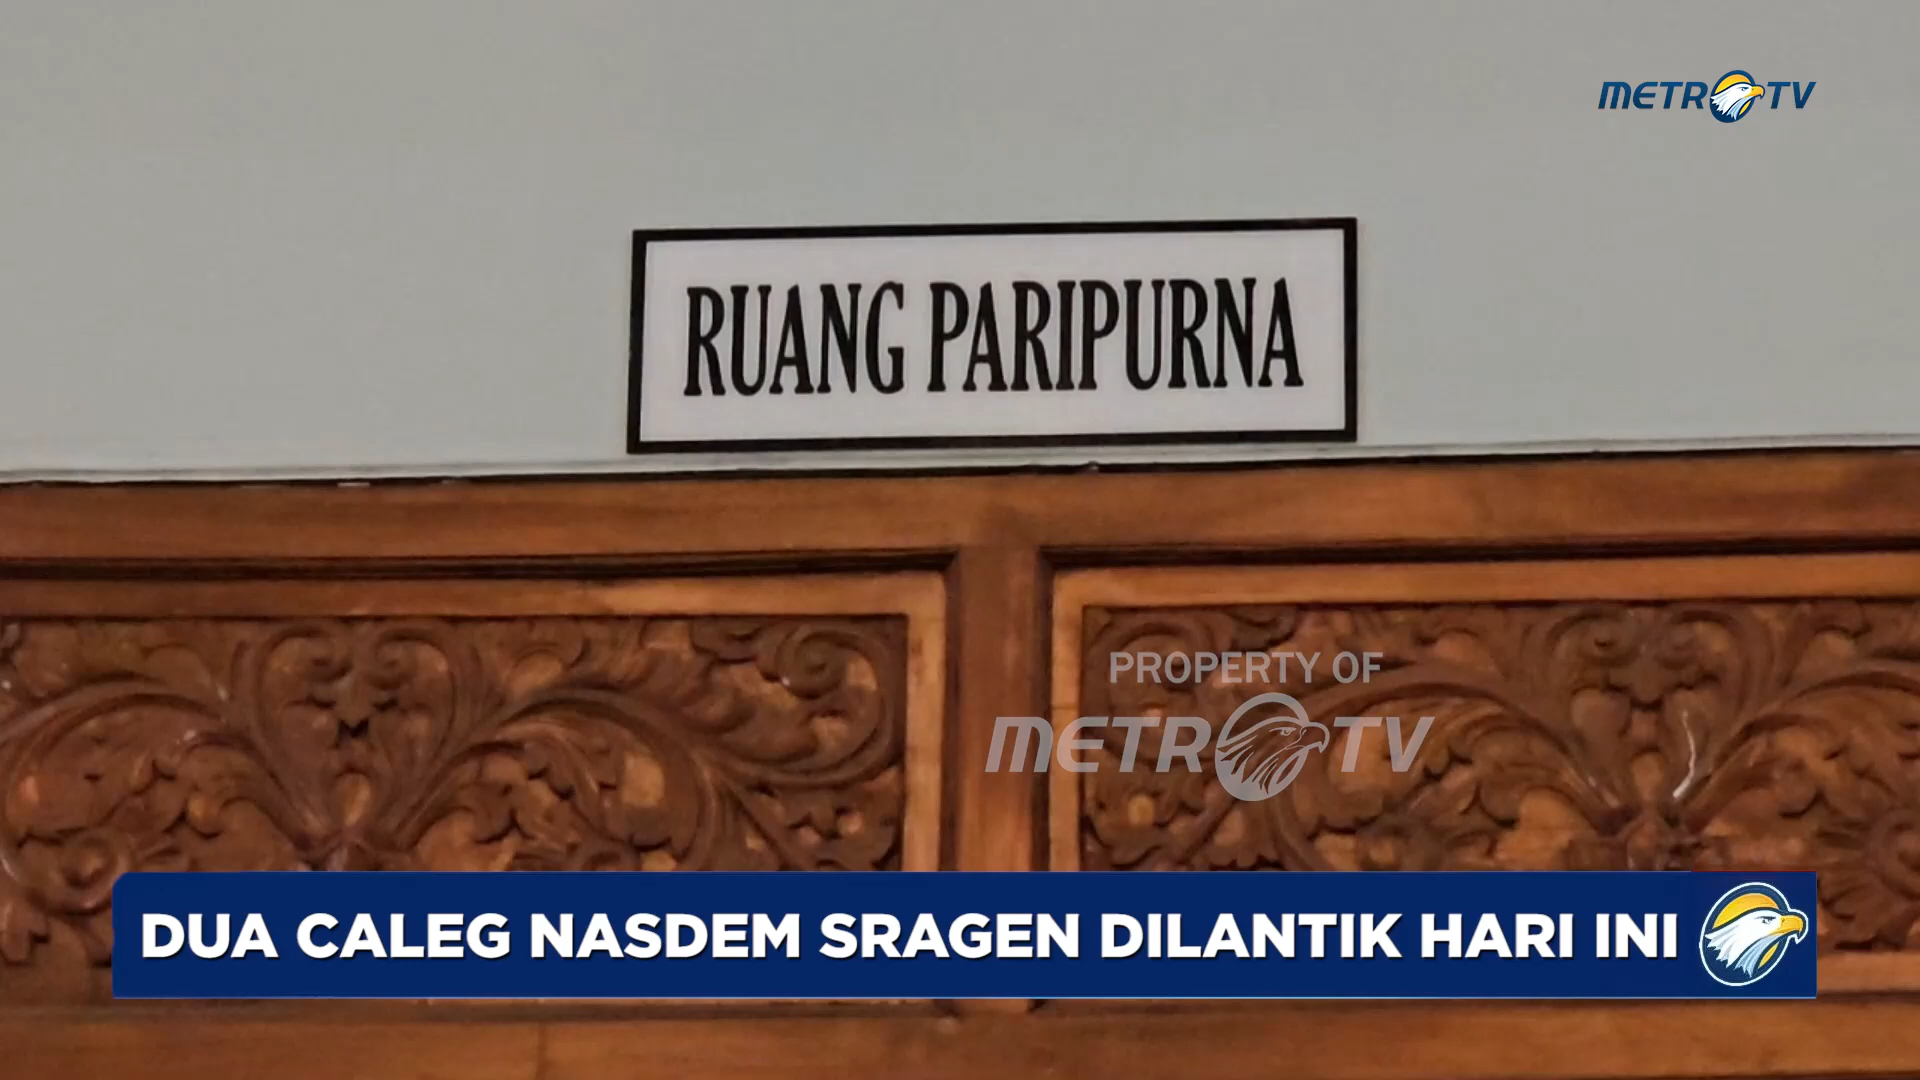 METRO TV
RUANG PARIPURNA
PROPERTY OF
METRO TV
DUA CALEG NASDEM SRAGEN DILANTIK HARI INI